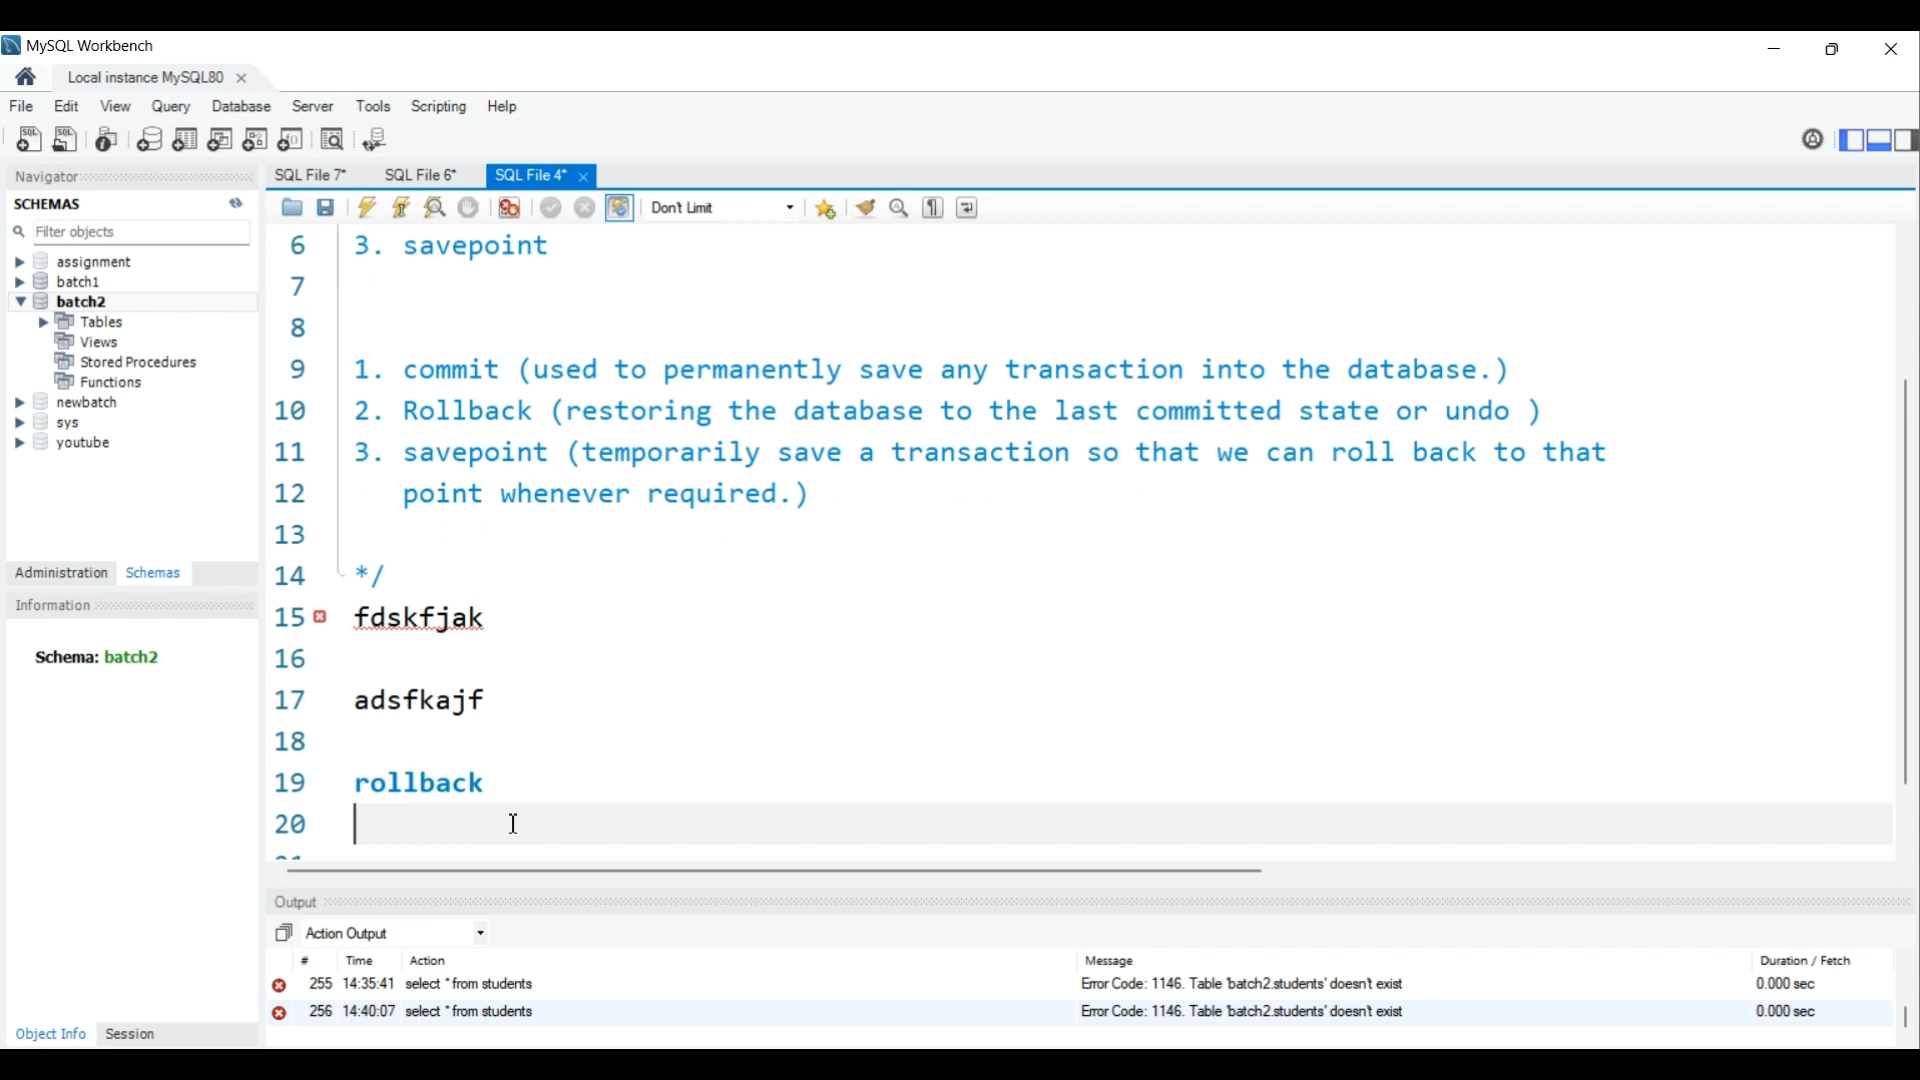 MySQL Workbench
Local instance MySQL80
File Edit View Query Database Server Tools Scripting Help
Navigator
SCHEMAS
Filter objects
assignment
batch1
batch2
Tables
Views
Stored Procedures
Functions
newbatch
sys
youtube
Administration Schemas
Information
Schema: batch2
Object Info Session
SQL File 7* SQL File 6* SQL File 4*
Don't Limit
6 3. savepoint
7
8
9 1. commit (used to permanently save any transaction into the database.)
10 2. Rollback (restoring the database to the last committed state or undo )
11 3. savepoint (temporarily save a transaction so that we can roll back to that
12 point whenever required.)
13
14 */
15 fdskfjak
16
17 adsfkajf
18
19 rollback
20
Output
Action Output
# Time Action Message Duration / Fetch
255 14:35:41 select * from students Error Code: 1146. Table 'batch2.students' doesn't exist 0.000 sec
256 14:40:07 select * from students Error Code: 1146. Table 'batch2.students' doesn't exist 0.000 sec